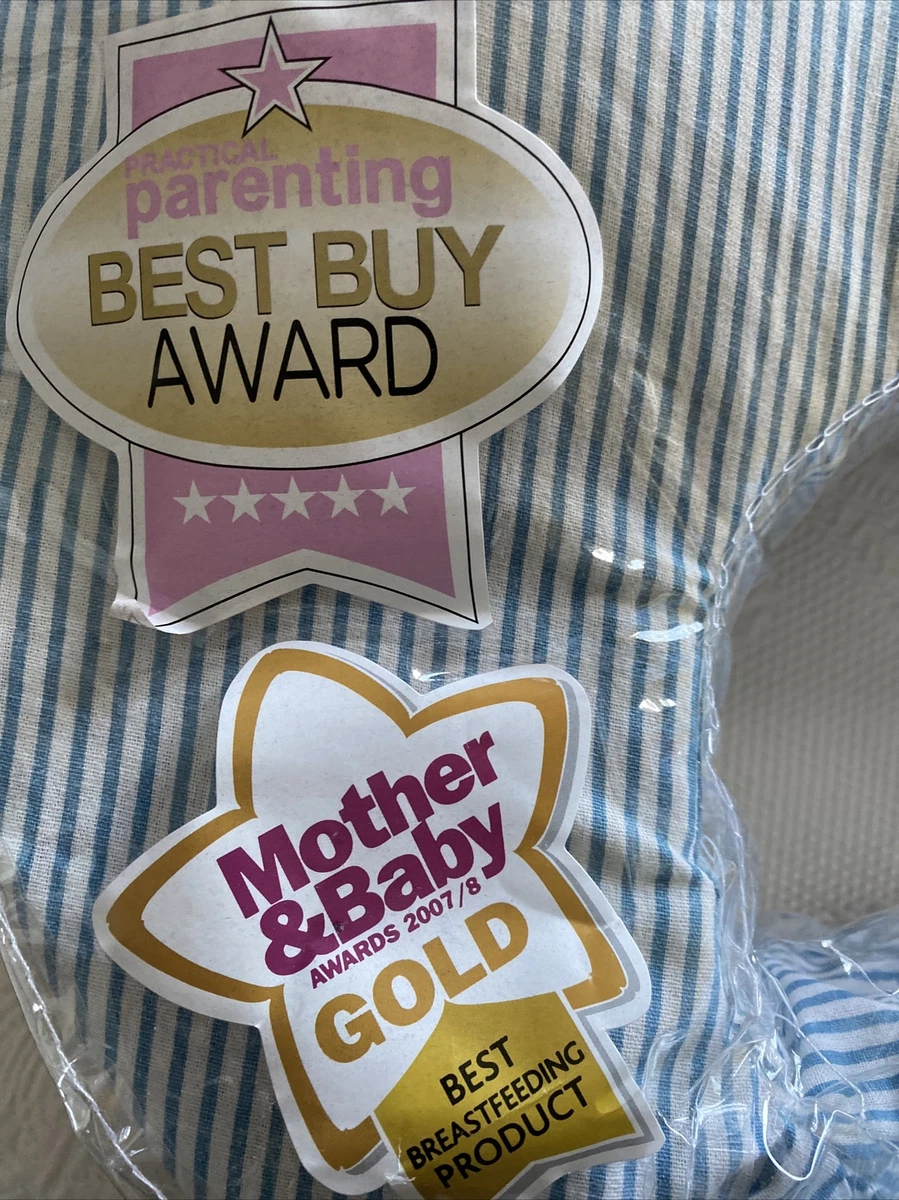 PRACTICAL
parenting
BEST BUY
AWARD
Mother
&Baby
AWARDS 2007/8
GOLD
BEST
BREASTFEEDING
PRODUCT